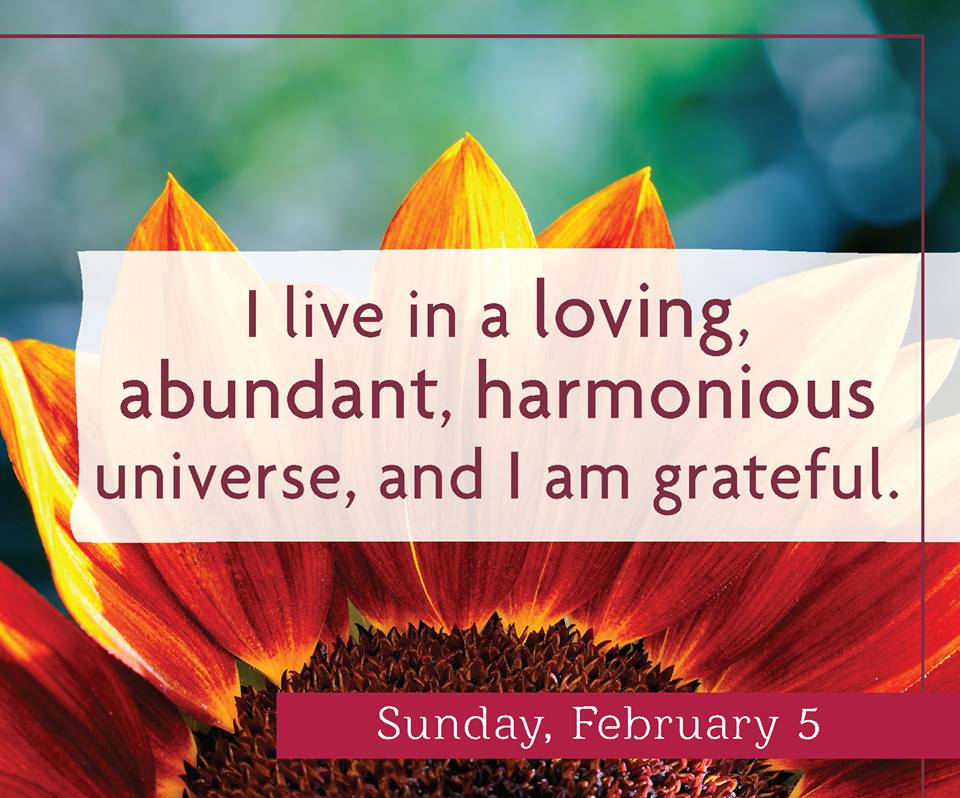 I live in a loving,
abundant, harmonious
universe, and I am grateful.
Sunday, February 5